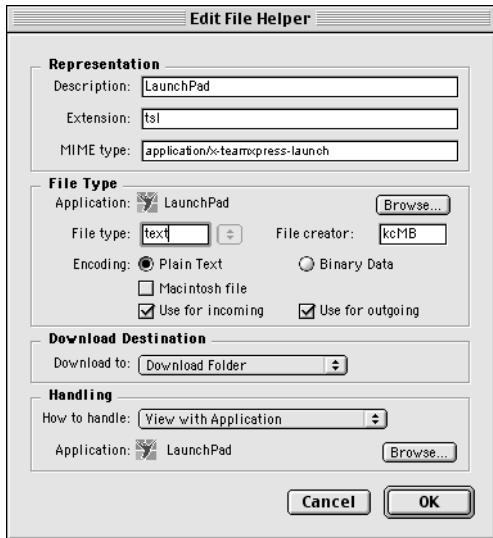 Edit File Helper
Representation
Description: LaunchPad
Extension: tsl
MIME type: application/x-teamxpress-launch
File Type
Application: LaunchPad Browse...
File type: text File creator: kcMB
Encoding: Plain Text Binary Data
Macintosh file
Use for incoming Use for outgoing
Download Destination
Download to: Download Folder
Handling
How to handle: View with Application
Application: LaunchPad Browse...
Cancel OK